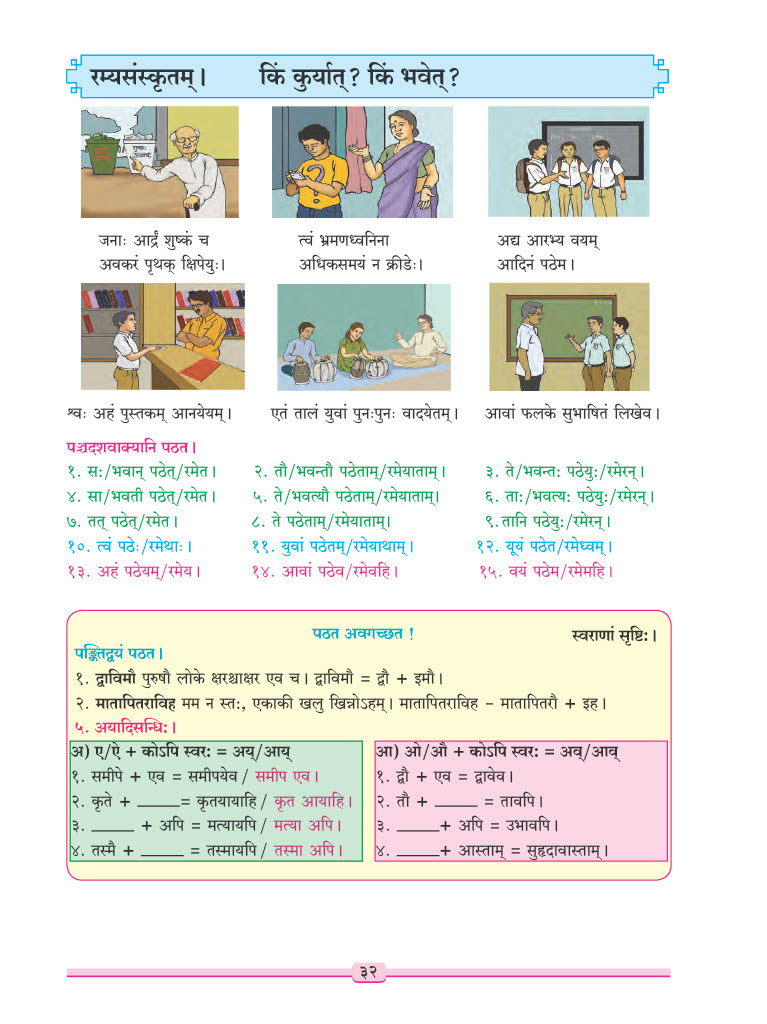 रम्यसंस्कृतम्। किं कुर्यात्? किं भवेत्?
शुष्कः
जनाः आर्द्रं शुष्कं च
अवकरं पृथक् क्षिपेयुः।
त्वं भ्रमणध्वनिना
अधिकसमयं न क्रीडेः।
अद्य आरभ्य वयम्
आदिनं पठेम।
श्वः अहं पुस्तकम् आनयेयम्।
एतं तालं युवां पुनःपुनः वादयेतम्।
आवां फलके सुभाषितं लिखेव।
पञ्चदशवाक्यानि पठत।
१. सः/भवान् पठेत्/रमेत। २. तौ/भवन्तौ पठेताम्/रमेयाताम्। ३. ते/भवन्तः पठेयुः/रमेरन्।
४. सा/भवती पठेत्/रमेत। ५. ते/भवत्यौ पठेताम्/रमेयाताम्। ६. ताः/भवत्यः पठेयुः/रमेरन्।
७. तत् पठेत्/रमेत। ८. ते पठेताम्/रमेयाताम्। ९.तानि पठेयुः/रमेरन्।
१०. त्वं पठेः/रमेथाः। ११. युवां पठेतम्/रमेयाथाम्। १२. यूयं पठेत/रमेध्वम्।
१३. अहं पठेयम्/रमेय। १४. आवां पठेव/रमेवहि। १५. वयं पठेम/रमेमहि।
पठत अवगच्छत ! स्वराणां सृष्टिः।
पङ्क्तिद्वयं पठत।
१. द्वाविमौ पुरुषौ लोके क्षरश्चाक्षर एव च। द्वाविमौ = द्वौ + इमौ।
२. मातापितराविह मम न स्तः, एकाकी खलु खिन्नोऽहम्। मातापितराविह – मातापितरौ + इह।
५. अयादिसन्धिः।
अ) ए/ऐ + कोऽपि स्वरः = अय्/आय्
१. समीपे + एव = समीपयेव / समीप एव।
२. कृते + _____= कृतयायाहि / कृत आयाहि।
३. _____ + अपि = मत्यायपि / मत्या अपि।
४. तस्मै + _____ = तस्मायपि / तस्मा अपि।
आ) ओ/औ + कोऽपि स्वरः = अव्/आव्
१. द्वौ + एव = द्वावेव।
२. तौ + _____ = तावपि।
३. _____+ अपि = उभावपि।
४. _____+ आस्ताम् = सुहृदावास्ताम्।
३२